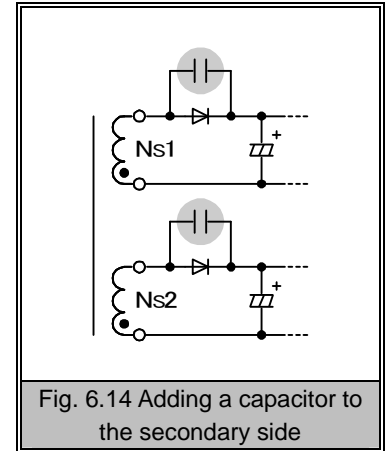 +
Ns1
+
Ns2
Fig. 6.14 Adding a capacitor to
the secondary side